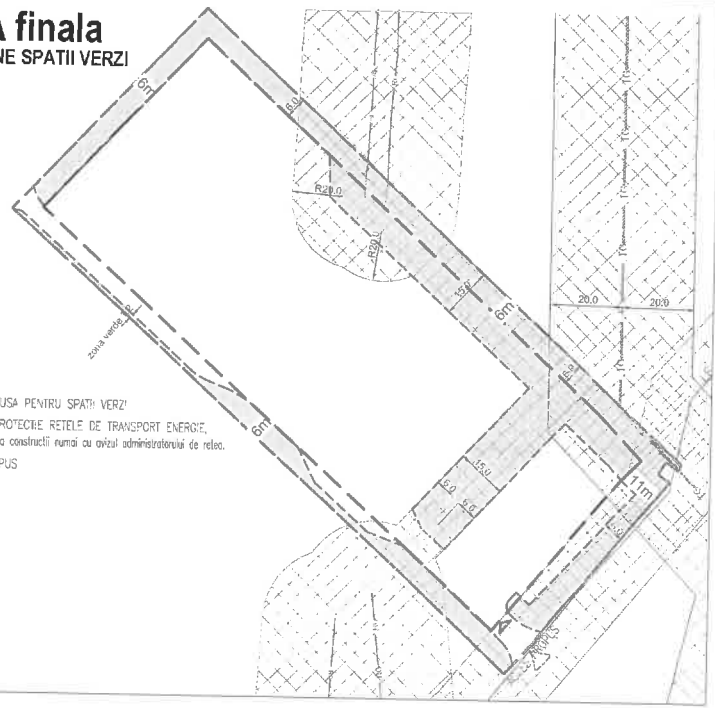 A finala
NE SPATII VERZI
6m
6.0
R20.0
R20.0
15.0
6m
20.0 20.0
6.0
zona verde
USA PENTRU SPATII VERZI
ROTECTIE RETELE DE TRANSPORT ENERGIE,
a constructii numai cu avizul administratorului de retea.
PUS
6m
15.0
6.0
6.0
11m